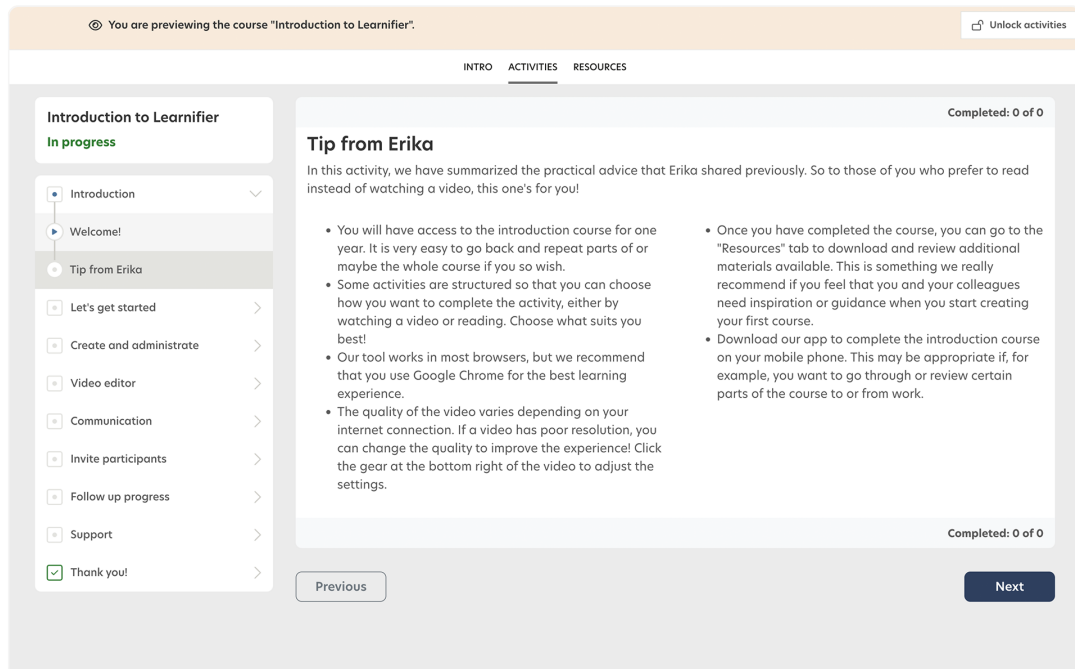 You are previewing the course "Introduction to Learnifier".
Unlock activities
INTRO ACTIVITIES RESOURCES
Introduction to Learnifier
In progress
Introduction
Welcome!
Tip from Erika
Let's get started
Create and administrate
Video editor
Communication
Invite participants
Follow up progress
Support
Thank you!
Completed: 0 of 0
Tip from Erika
In this activity, we have summarized the practical advice that Erika shared previously. So to those of you who prefer to read
instead of watching a video, this one's for you!
• You will have access to the introduction course for one
year. It is very easy to go back and repeat parts of or
maybe the whole course if you so wish.
• Some activities are structured so that you can choose
how you want to complete the activity, either by
watching a video or reading. Choose what suits you
best!
• Our tool works in most browsers, but we recommend
that you use Google Chrome for the best learning
experience.
• The quality of the video varies depending on your
internet connection. If a video has poor resolution, you
can change the quality to improve the experience! Click
the gear at the bottom right of the video to adjust the
settings.
• Once you have completed the course, you can go to the
"Resources" tab to download and review additional
materials available. This is something we really
recommend if you feel that you and your colleagues
need inspiration or guidance when you start creating
your first course.
• Download our app to complete the introduction course
on your mobile phone. This may be appropriate if, for
example, you want to go through or review certain
parts of the course to or from work.
Completed: 0 of 0
Previous
Next